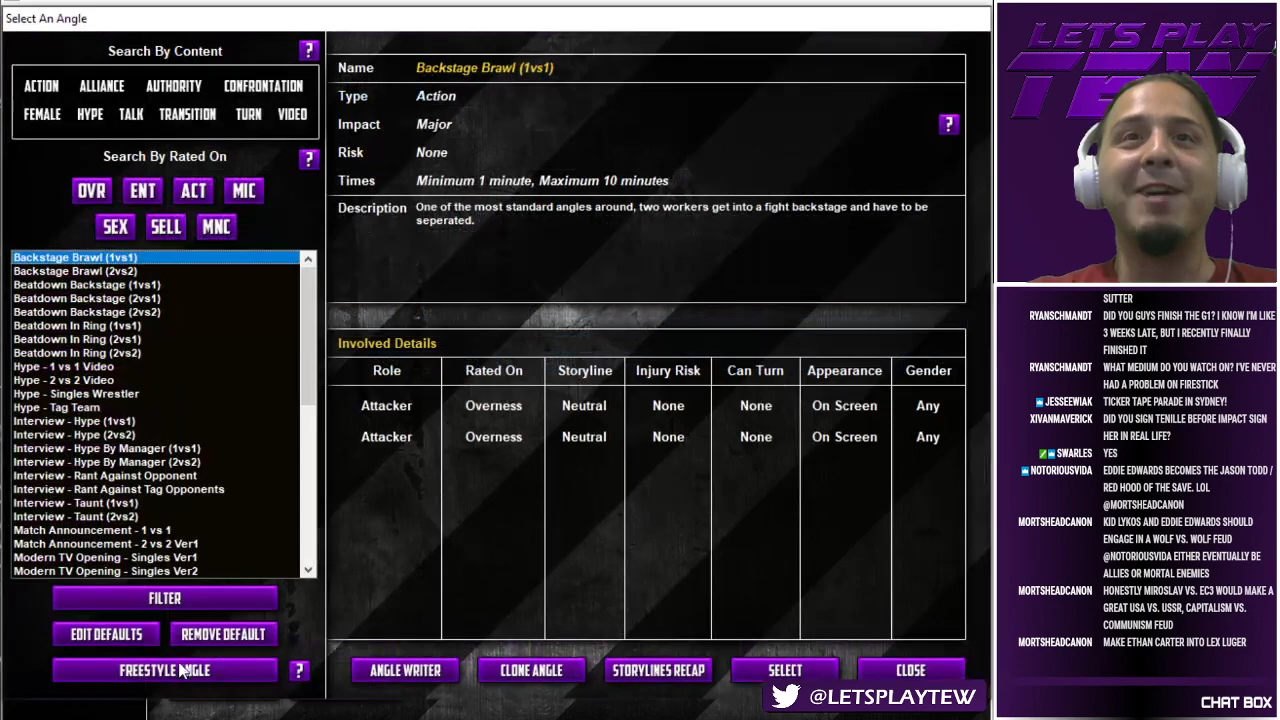 Select An Angle
Search By Content
?
ACTION ALLIANCE AUTHORITY CONFRONTATION
FEMALE HYPE TALK TRANSITION TURN VIDEO
Search By Rated On
?
OVR ENT ACT MIC
SEX SELL MNC
Backstage Brawl (1vs1)
Backstage Brawl (2vs2)
Beatdown Backstage (1vs1)
Beatdown Backstage (2vs1)
Beatdown Backstage (2vs2)
Beatdown In Ring (1vs1)
Beatdown In Ring (2vs1)
Beatdown In Ring (2vs2)
Hype - 1 vs 1 Video
Hype - 2 vs 2 Video
Hype - Singles Wrestler
Hype - Tag Team
Interview - Hype (1vs1)
Interview - Hype (2vs2)
Interview - Hype By Manager (1vs1)
Interview - Hype By Manager (2vs2)
Interview - Rant Against Opponent
Interview - Rant Against Tag Opponents
Interview - Taunt (1vs1)
Interview - Taunt (2vs2)
Match Announcement - 1 vs 1
Match Announcement - 2 vs 2 Ver1
Modern TV Opening - Singles Ver1
Modern TV Opening - Singles Ver2
FILTER
EDIT DEFAULTS REMOVE DEFAULT
FREESTYLE ANGLE ?
Name Backstage Brawl (1vs1)
Type Action
Impact Major
?
Risk None
Times Minimum 1 minute, Maximum 10 minutes
Description One of the most standard angles around, two workers get into a fight backstage and have to be
seperated.
Involved Details
Role Rated On Storyline Injury Risk Can Turn Appearance Gender
Attacker Overness Neutral None None On Screen Any
Attacker Overness Neutral None None On Screen Any
ANGLE WRITER CLONE ANGLE STORYLINES RECAP SELECT CLOSE
@LETSPLAYTEW
LETS PLAY
TEW
SUTTER
RYANSCHMANDT DID YOU GUYS FINISH THE G1? I KNOW I'M LIKE
3 WEEKS LATE, BUT I RECENTLY FINALLY
FINISHED IT
RYANSCHMANDT WHAT MEDIUM DO YOU WATCH ON? I'VE NEVER
HAD A PROBLEM ON FIRESTICK
JESSEEWIAK TICKER TAPE PARADE IN SYDNEY!
XIVANMAVERICK DID YOU SIGN TENILLE BEFORE IMPACT SIGN
HER IN REAL LIFE?
SWARLES YES
NOTORIOUSVIDA EDDIE EDWARDS BECOMES THE JASON TODD /
RED HOOD OF THE SAVE. LOL
@MORTSHEADCANON
MORTSHEADCANON KID LYKOS AND EDDIE EDWARDS SHOULD
ENGAGE IN A WOLF VS. WOLF FEUD
@NOTORIOUSVIDA EITHER EVENTUALLY BE
ALLIES OR MORTAL ENEMIES
MORTSHEADCANON HONESTLY MIROSLAV VS. EC3 WOULD MAKE A
GREAT USA VS. USSR, CAPITALISM VS.
COMMUNISM FEUD
MORTSHEADCANON MAKE ETHAN CARTER INTO LEX LUGER
CHAT BOX